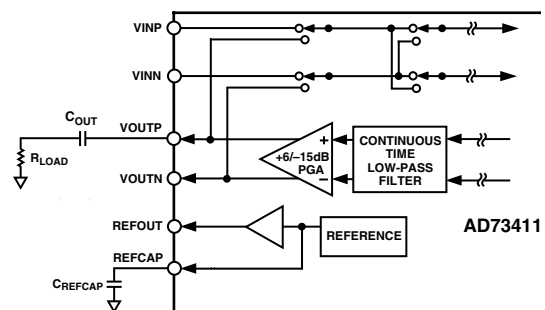 VINP
VINN
COUT
VOUTP
RLOAD
+
+6/–15dB
PGA
–
CONTINUOUS
TIME
LOW-PASS
FILTER
VOUTN
REFOUT
REFERENCE
AD73411
REFCAP
CREFCAP